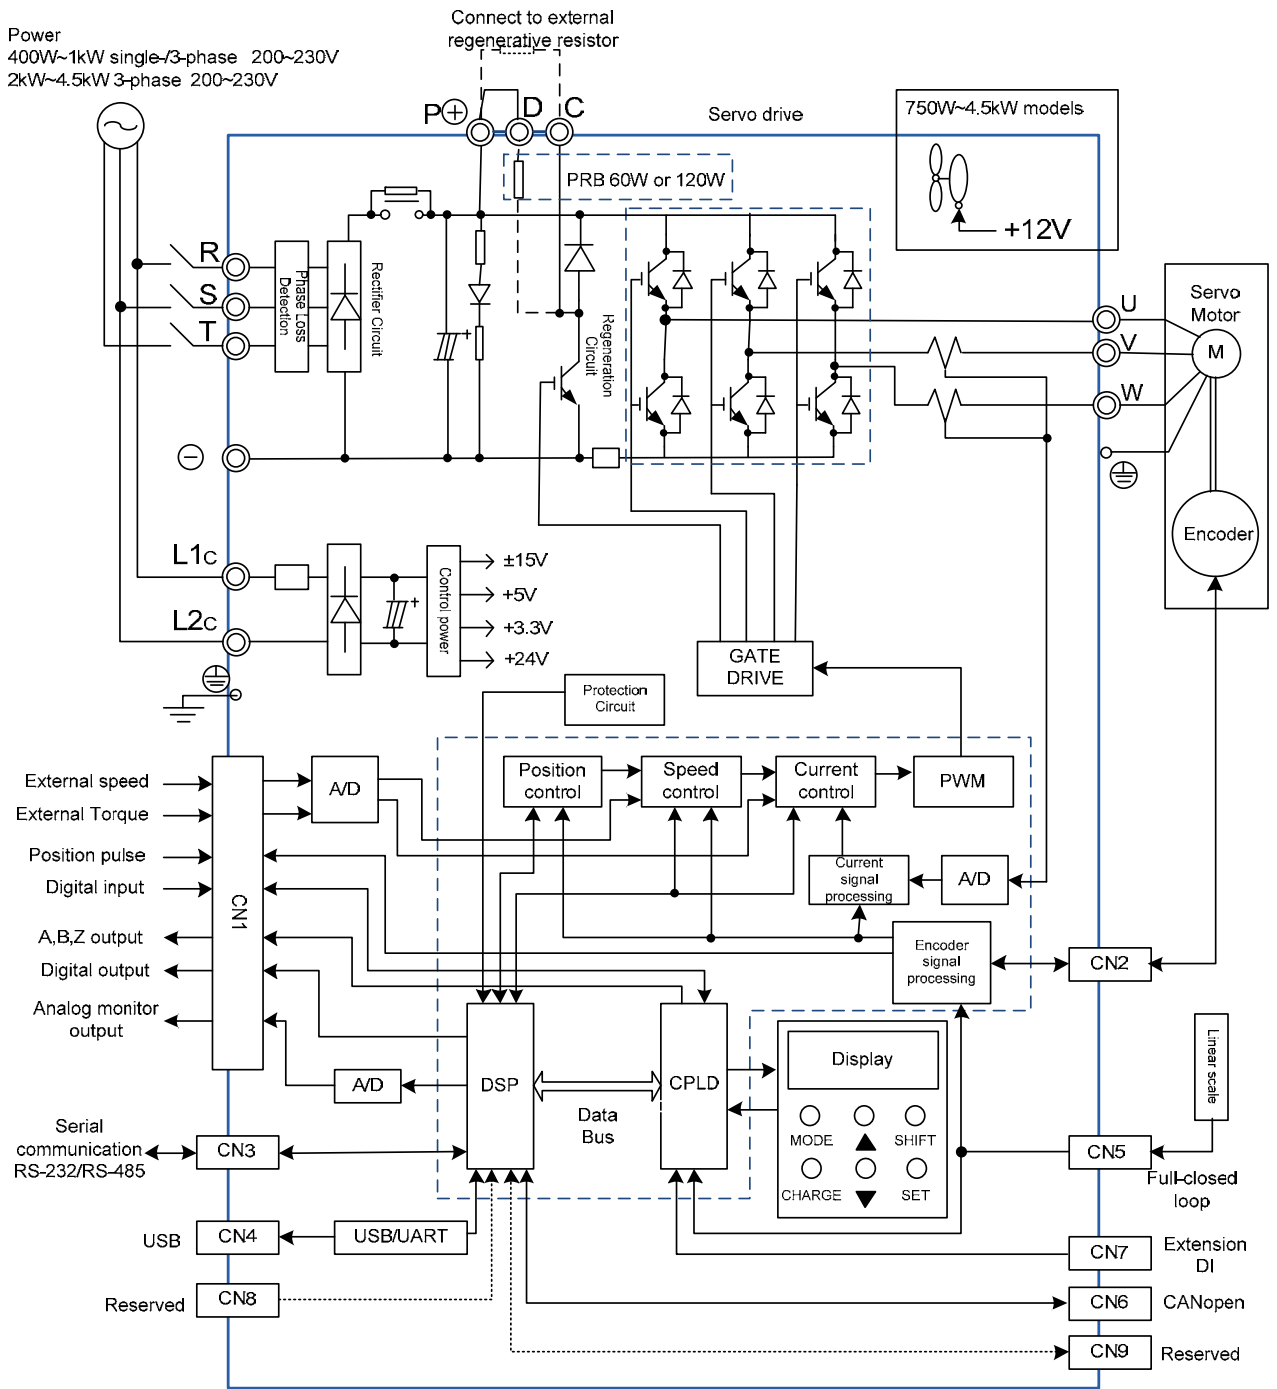 Connect to external
regenerative resistor
Power
400W~1kW single-/3-phase 200~230V
2kW~4.5kW 3-phase 200~230V
P⊕ D C
Servo drive
750W~4.5kW models
+12V
PRB 60W or 120W
R
S
T
Phase Loss
Detection
Rectifier Circuit
Regeneration
Circuit
U
V
W
Servo
Motor
M
Encoder
⊖
L1C
L2C
Control power
±15V
+5V
+3.3V
+24V
GATE
DRIVE
Protection
Circuit
External speed
External Torque
Position pulse
Digital input
A,B,Z output
Digital output
Analog monitor
output
CN1
A/D
Position
control
Speed
control
Current
control
PWM
Current
signal
processing
A/D
Encoder
signal
processing
CN2
A/D
DSP
Data
Bus
CPLD
Display
MODE
▲
SHIFT
CHARGE
▼
SET
Linear scale
Serial
communication
RS-232/RS-485
CN3
CN5
Full-closed
loop
USB
CN4
USB/UART
CN7
Extension
DI
Reserved
CN8
CN6
CANopen
CN9
Reserved